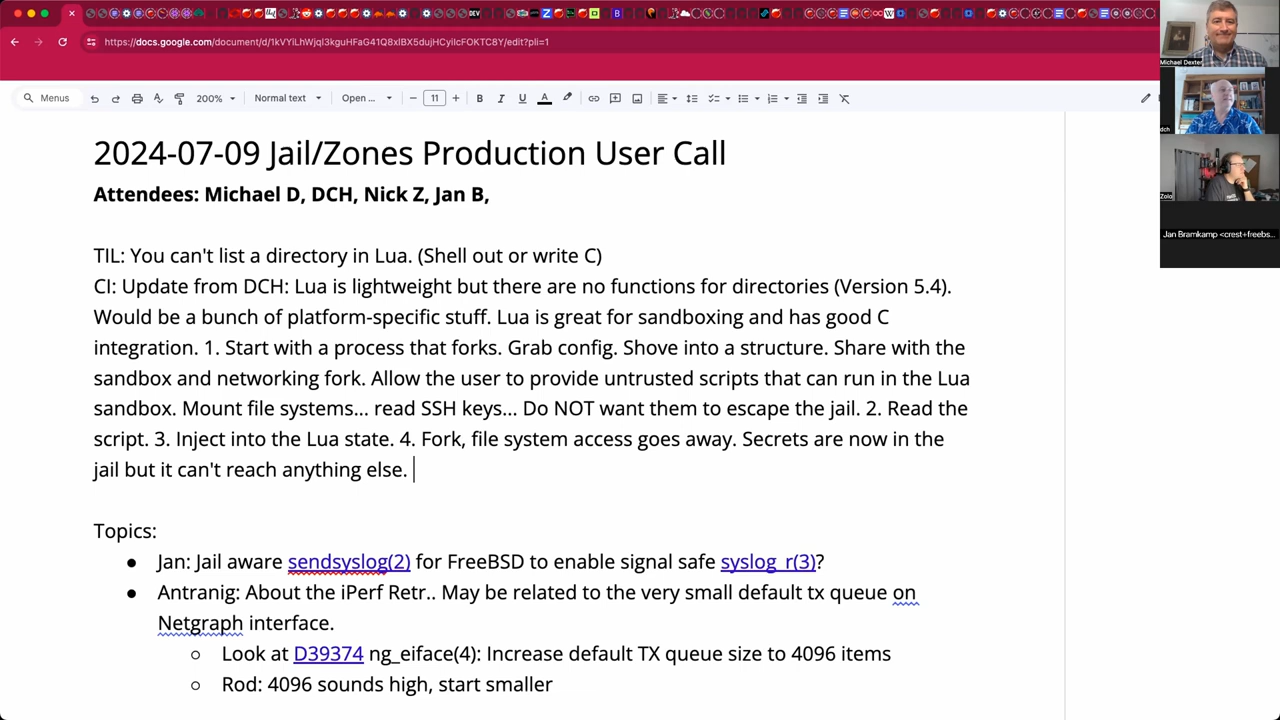 https://docs.google.com/document/d/1kVYiLhWjqI3kguHFaG41Q8xlBX5dujHCyiIcFOKTC8Y/edit?pli=1
Menus
200%
Normal text
Open ...
11
2024-07-09 Jail/Zones Production User Call
Attendees: Michael D, DCH, Nick Z, Jan B,
TIL: You can't list a directory in Lua. (Shell out or write C)
CI: Update from DCH: Lua is lightweight but there are no functions for directories (Version 5.4).
Would be a bunch of platform-specific stuff. Lua is great for sandboxing and has good C
integration. 1. Start with a process that forks. Grab config. Shove into a structure. Share with the
sandbox and networking fork. Allow the user to provide untrusted scripts that can run in the Lua
sandbox. Mount file systems... read SSH keys... Do NOT want them to escape the jail. 2. Read the
script. 3. Inject into the Lua state. 4. Fork, file system access goes away. Secrets are now in the
jail but it can't reach anything else.
Topics:
● Jan: Jail aware sendsyslog(2) for FreeBSD to enable signal safe syslog_r(3)?
● Antranig: About the iPerf Retr.. May be related to the very small default tx queue on
Netgraph interface.
○ Look at D39374 ng_eiface(4): Increase default TX queue size to 4096 items
○ Rod: 4096 sounds high, start smaller
Michael Dexter
dch
Zola
Jan Bramkamp <crest+freebs...